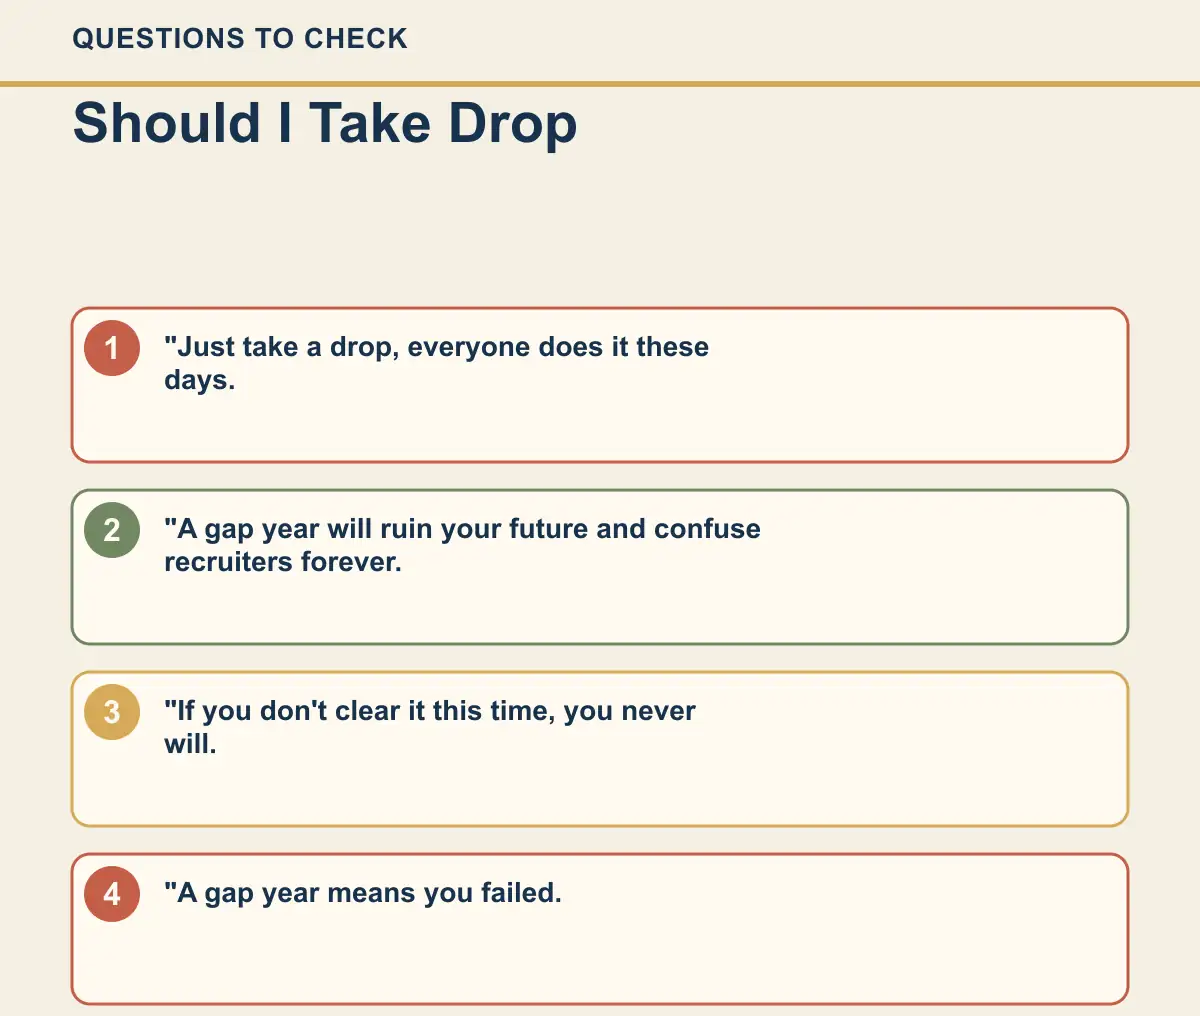 QUESTIONS TO CHECK
Should I Take Drop
1
"Just take a drop, everyone does it these
days.
2
"A gap year will ruin your future and confuse
recruiters forever.
3
"If you don't clear it this time, you never
will.
4
"A gap year means you failed.